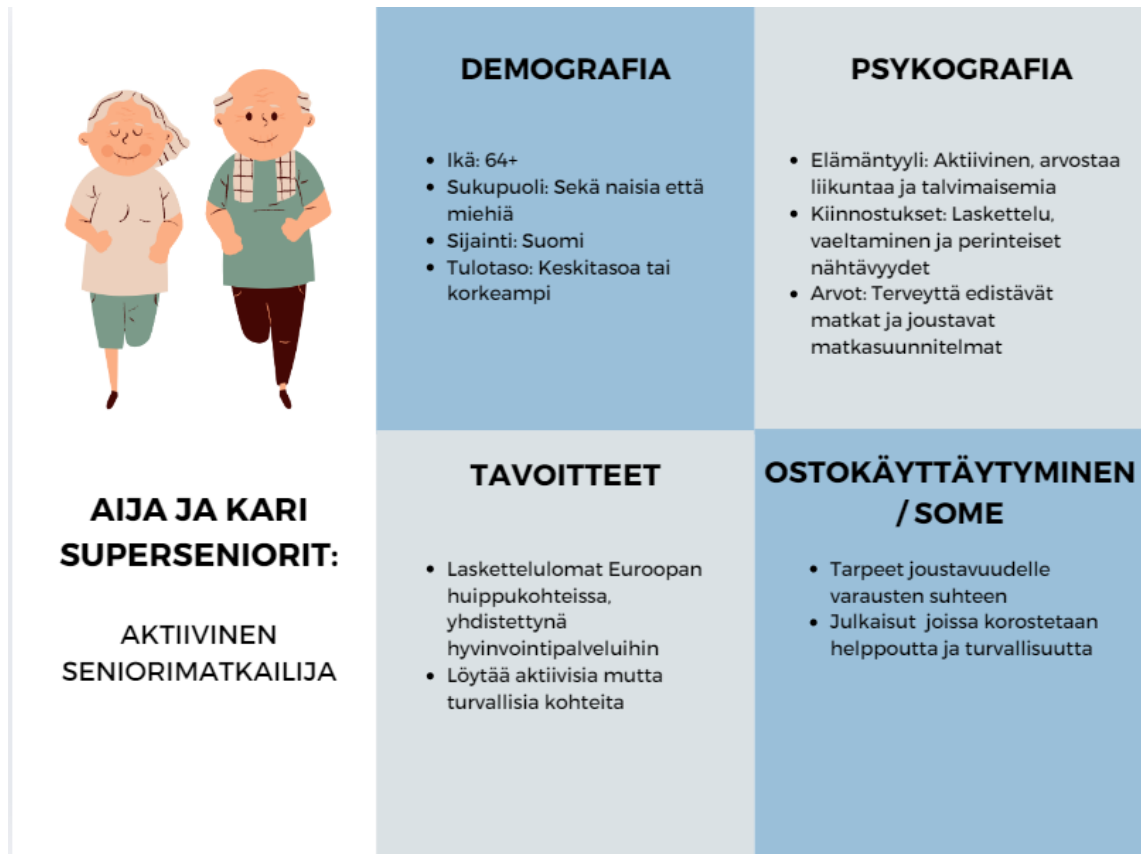 DEMOGRAFIA
• Ikä: 64+
• Sukupuoli: Sekä naisia että
miehiä
• Sijainti: Suomi
• Tulotaso: Keskitasoa tai
korkeampi
PSYKOGRAFIA
• Elämäntyyli: Aktiivinen, arvostaa
liikuntaa ja talvimaisemia
• Kiinnostukset: Laskettelu,
vaeltaminen ja perinteiset
nähtävyydet
• Arvot: Terveyttä edistävät
matkat ja joustavat
matkasuunnitelmat
AIJA JA KARI
SUPERSENIORIT:
AKTIIVINEN
SENIORIMATKAILIJA
TAVOITTEET
• Laskettelulomat Euroopan
huippukohteissa,
yhdistettynä
hyvinvointipalveluihin
• Löytää aktiivisia mutta
turvallisia kohteita
OSTOKÄYTTÄYTYMINEN
/ SOME
• Tarpeet joustavuudelle
varausten suhteen
• Julkaisut joissa korostetaan
helppoutta ja turvallisuutta